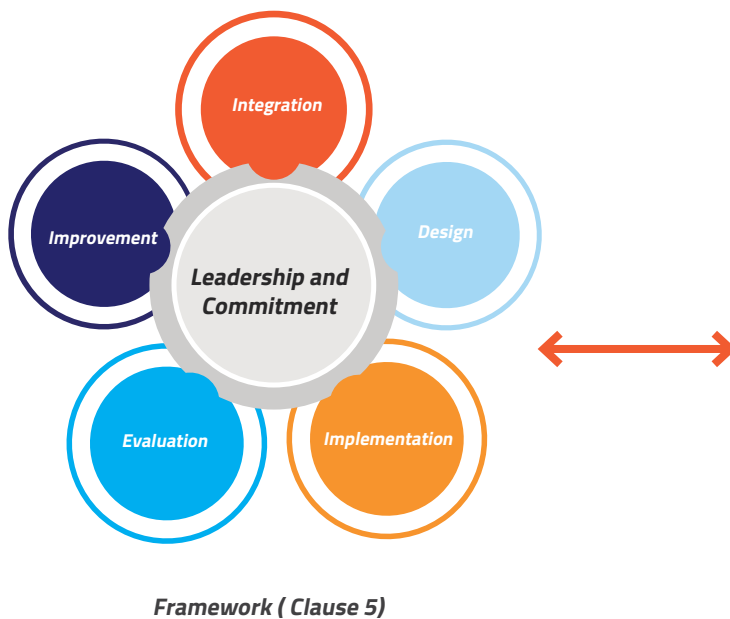 Integration
Improvement
Design
Leadership and
Commitment
Evaluation
Implementation
Framework ( Clause 5)